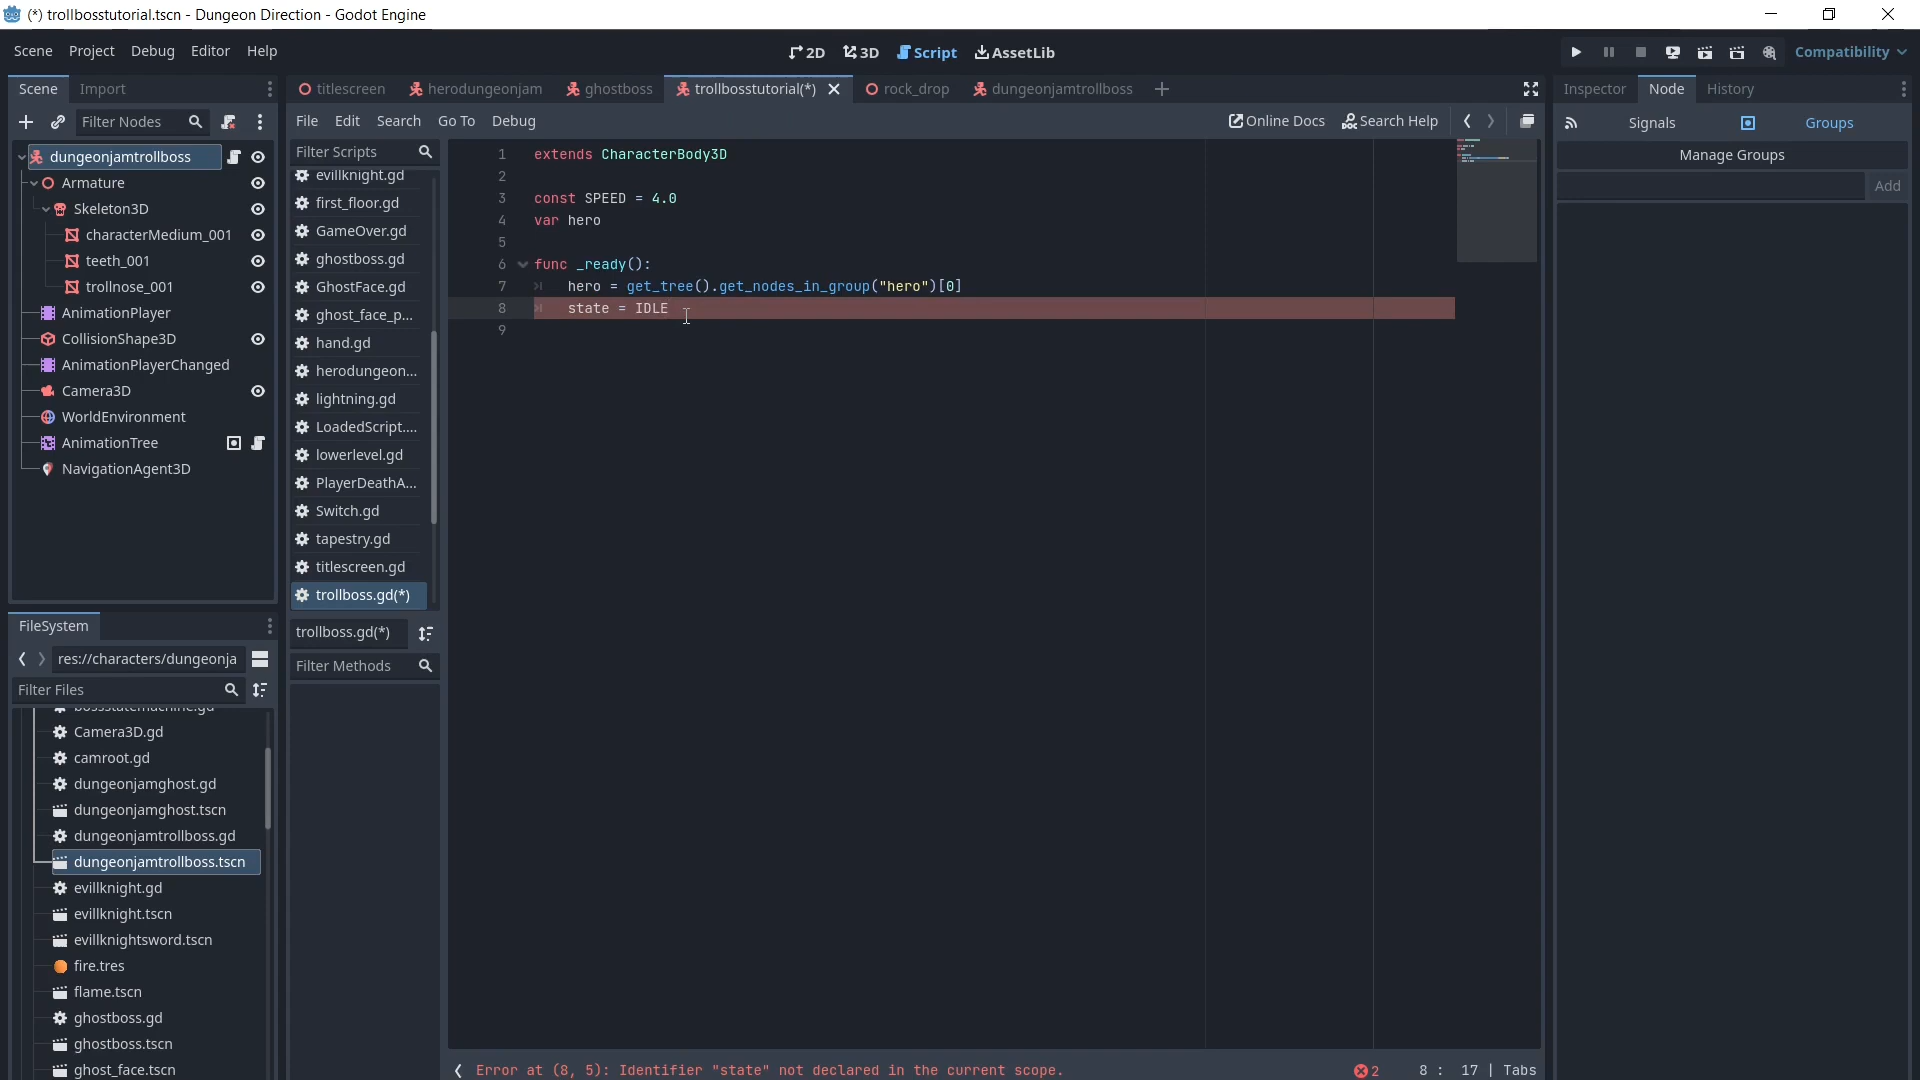 (*) trollbosstutorial.tscn - Dungeon Direction - Godot Engine
Scene Project Debug Editor Help
2D 3D Script AssetLib
Compatibility
Scene Import
titlescreen herodungeonjam ghostboss trollbosstutorial(*) rock_drop dungeonjamtrollboss
Inspector Node History
Filter Nodes
File Edit Search Go To Debug
Online Docs Search Help
Signals Groups
Manage Groups
Add
dungeonjamtrollboss
Armature
Skeleton3D
characterMedium_001
teeth_001
trollnose_001
AnimationPlayer
CollisionShape3D
AnimationPlayerChanged
Camera3D
WorldEnvironment
AnimationTree
NavigationAgent3D
FileSystem
res://characters/dungeonja
Filter Files
bossstatemachine.gd
Camera3D.gd
camroot.gd
dungeonjamghost.gd
dungeonjamghost.tscn
dungeonjamtrollboss.gd
dungeonjamtrollboss.tscn
evillknight.gd
evillknight.tscn
evillknightsword.tscn
fire.tres
flame.tscn
ghostboss.gd
ghostboss.tscn
ghost_face.tscn
Filter Scripts
evillknight.gd
first_floor.gd
GameOver.gd
ghostboss.gd
GhostFace.gd
ghost_face_p...
hand.gd
herodungeon...
lightning.gd
LoadedScript....
lowerlevel.gd
PlayerDeathA...
Switch.gd
tapestry.gd
titlescreen.gd
trollboss.gd(*)
trollboss.gd(*)
Filter Methods
1 extends CharacterBody3D
2
3 const SPEED = 4.0
4 var hero
5
6 func _ready():
7 hero = get_tree().get_nodes_in_group("hero")[0]
8 state = IDLE
9
Error at (8, 5): Identifier "state" not declared in the current scope.
2 8 : 17 | Tabs